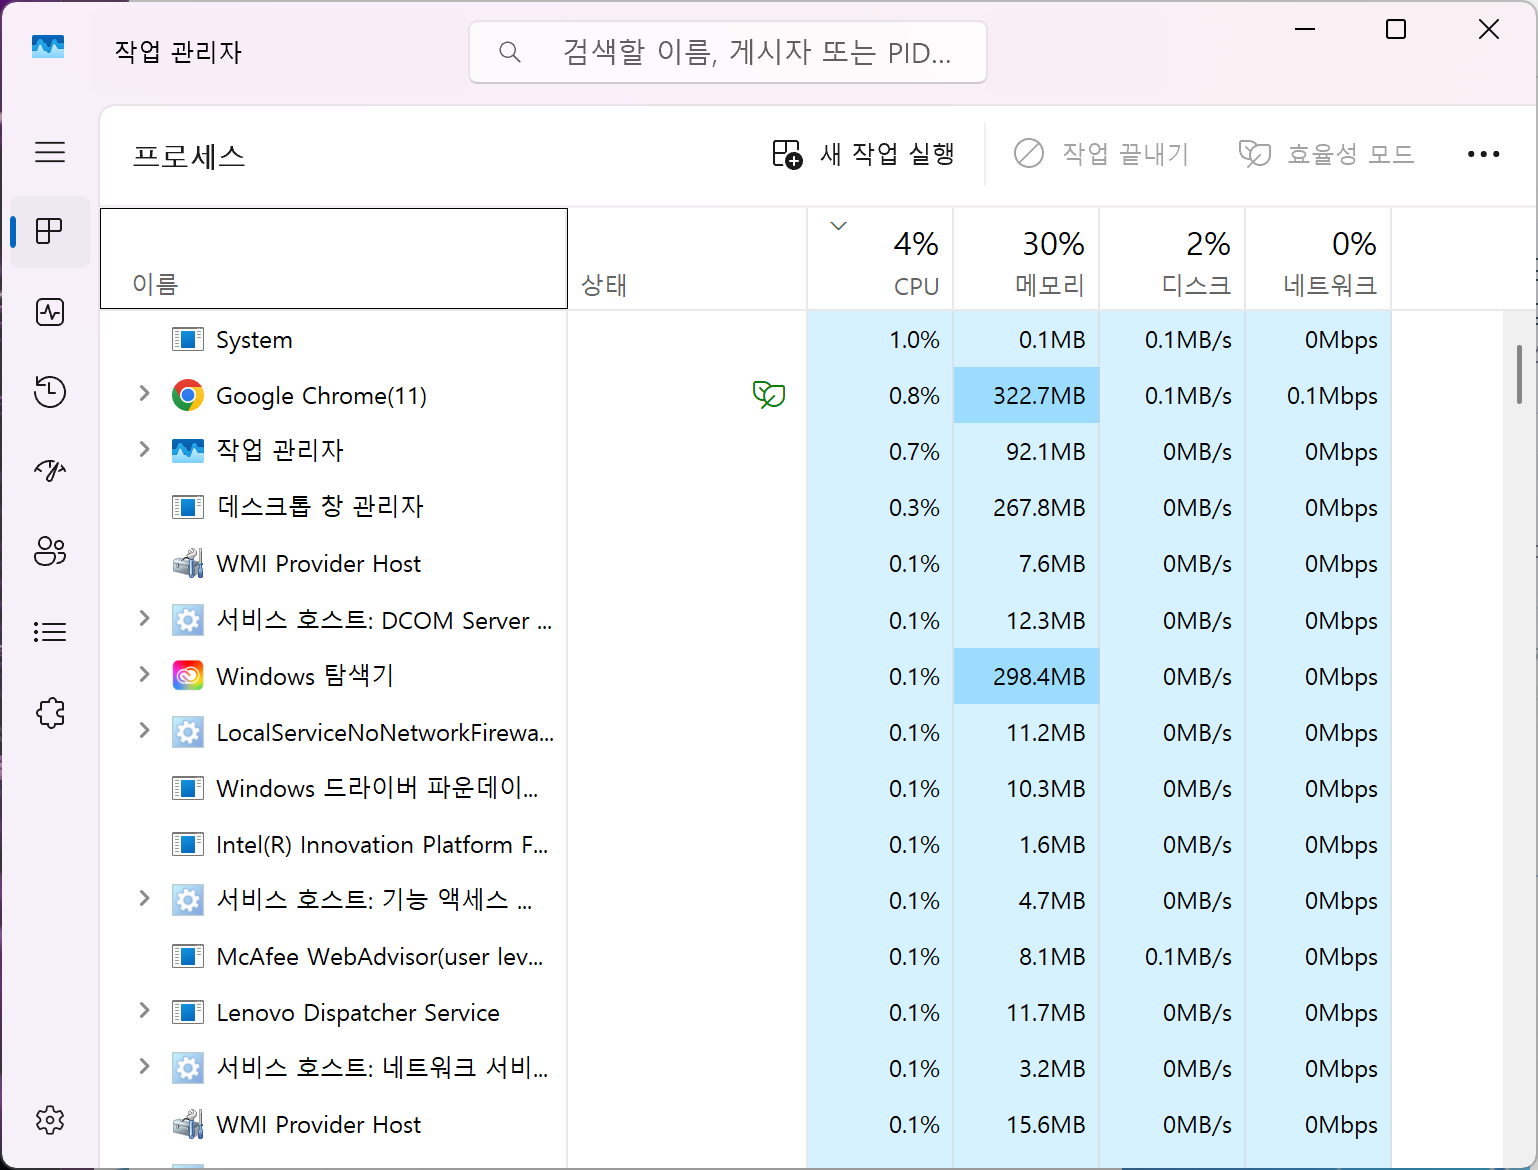 작업 관리자
검색할 이름, 게시자 또는 PID...
프로세스
새 작업 실행
작업 끝내기
효율성 모드
이름
상태
4% CPU
30% 메모리
2% 디스크
0% 네트워크
System 1.0% 0.1MB 0.1MB/s 0Mbps
Google Chrome(11) 0.8% 322.7MB 0.1MB/s 0.1Mbps
작업 관리자 0.7% 92.1MB 0MB/s 0Mbps
데스크톱 창 관리자 0.3% 267.8MB 0MB/s 0Mbps
WMI Provider Host 0.1% 7.6MB 0MB/s 0Mbps
서비스 호스트: DCOM Server ... 0.1% 12.3MB 0MB/s 0Mbps
Windows 탐색기 0.1% 298.4MB 0MB/s 0Mbps
LocalServiceNoNetworkFirewa... 0.1% 11.2MB 0MB/s 0Mbps
Windows 드라이버 파운데이... 0.1% 10.3MB 0MB/s 0Mbps
Intel(R) Innovation Platform F... 0.1% 1.6MB 0MB/s 0Mbps
서비스 호스트: 기능 액세스 ... 0.1% 4.7MB 0MB/s 0Mbps
McAfee WebAdvisor(user lev... 0.1% 8.1MB 0.1MB/s 0Mbps
Lenovo Dispatcher Service 0.1% 11.7MB 0MB/s 0Mbps
서비스 호스트: 네트워크 서비... 0.1% 3.2MB 0MB/s 0Mbps
WMI Provider Host 0.1% 15.6MB 0MB/s 0Mbps